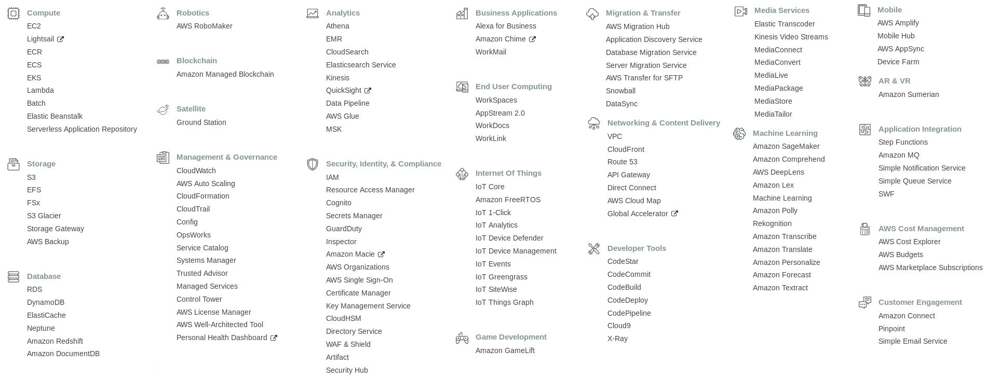 Compute
EC2
Lightsail
ECR
ECS
EKS
Lambda
Batch
Elastic Beanstalk
Serverless Application Repository
Storage
S3
EFS
FSx
S3 Glacier
Storage Gateway
AWS Backup
Database
RDS
DynamoDB
ElastiCache
Neptune
Amazon Redshift
Amazon DocumentDB
Robotics
AWS RoboMaker
Blockchain
Amazon Managed Blockchain
Satellite
Ground Station
Management & Governance
CloudWatch
AWS Auto Scaling
CloudFormation
CloudTrail
Config
OpsWorks
Service Catalog
Systems Manager
Trusted Advisor
Managed Services
Control Tower
AWS License Manager
AWS Well-Architected Tool
Personal Health Dashboard
Analytics
Athena
EMR
CloudSearch
Elasticsearch Service
Kinesis
QuickSight
Data Pipeline
AWS Glue
MSK
Security, Identity, & Compliance
IAM
Resource Access Manager
Cognito
Secrets Manager
GuardDuty
Inspector
Amazon Macie
AWS Organizations
AWS Single Sign-On
Certificate Manager
Key Management Service
CloudHSM
Directory Service
WAF & Shield
Artifact
Security Hub
Business Applications
Alexa for Business
Amazon Chime
WorkMail
End User Computing
WorkSpaces
AppStream 2.0
WorkDocs
WorkLink
Internet Of Things
IoT Core
Amazon FreeRTOS
IoT 1-Click
IoT Analytics
IoT Device Defender
IoT Device Management
IoT Events
IoT Greengrass
IoT SiteWise
IoT Things Graph
Game Development
Amazon GameLift
Migration & Transfer
AWS Migration Hub
Application Discovery Service
Database Migration Service
Server Migration Service
AWS Transfer for SFTP
Snowball
DataSync
Networking & Content Delivery
VPC
CloudFront
Route 53
API Gateway
Direct Connect
AWS Cloud Map
Global Accelerator
Developer Tools
CodeStar
CodeCommit
CodeBuild
CodeDeploy
CodePipeline
Cloud9
X-Ray
Media Services
Elastic Transcoder
Kinesis Video Streams
MediaConnect
MediaConvert
MediaLive
MediaPackage
MediaStore
MediaTailor
Machine Learning
Amazon SageMaker
Amazon Comprehend
AWS DeepLens
Amazon Lex
Machine Learning
Amazon Polly
Rekognition
Amazon Transcribe
Amazon Translate
Amazon Personalize
Amazon Forecast
Amazon Textract
Mobile
AWS Amplify
Mobile Hub
AWS AppSync
Device Farm
AR & VR
Amazon Sumerian
Application Integration
Step Functions
Amazon MQ
Simple Notification Service
Simple Queue Service
SWF
AWS Cost Management
AWS Cost Explorer
AWS Budgets
AWS Marketplace Subscriptions
Customer Engagement
Amazon Connect
Pinpoint
Simple Email Service